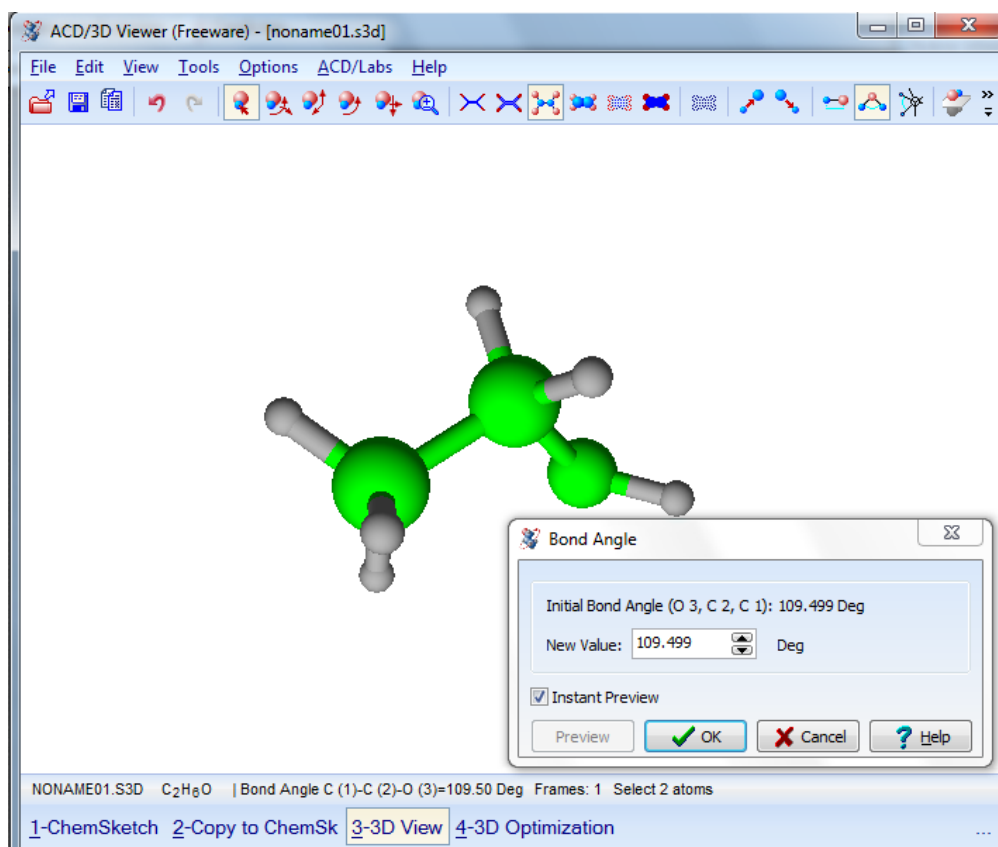 ACD/3D Viewer (Freeware) - [noname01.s3d]
File Edit View Tools Options ACD/Labs Help
Bond Angle
Initial Bond Angle (O 3, C 2, C 1): 109.499 Deg
New Value: 109.499 Deg
Instant Preview
Preview OK Cancel Help
NONAME01.S3D C₂H₆O | Bond Angle C (1)-C (2)-O (3)=109.50 Deg Frames: 1 Select 2 atoms
1-ChemSketch 2-Copy to ChemSk 3-3D View 4-3D Optimization ...